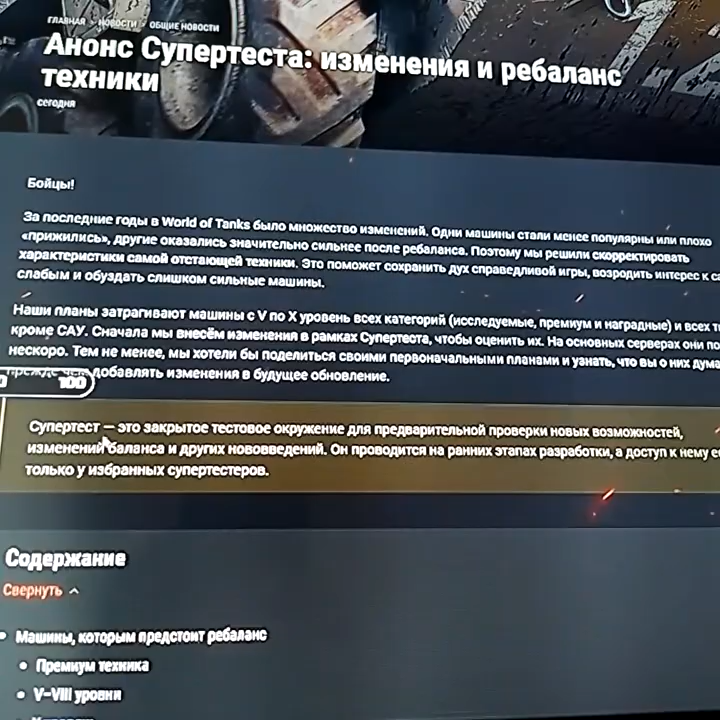 ГЛАВНАЯ > НОВОСТИ > ОБЩИЕ НОВОСТИ
Анонс Супертеста: изменения и ребаланс
техники
СЕГОДНЯ
Бойцы!
За последние годы в World of Tanks было множество изменений. Одни машины стали менее популярны или плохо
«прижились», другие оказались значительно сильнее после ребаланса. Поэтому мы решили скорректировать
характеристики самой отстающей техники. Это поможет сохранить дух справедливой игры, возродить интерес к
слабым и обуздать слишком сильные машины.
Наши планы затрагивают машины с V по X уровень всех категорий (исследуемые, премиум и наградные) и всех
кроме САУ. Сначала мы внесём изменения в рамках Супертеста, чтобы оценить их. На основных серверах они
нескоро. Тем не менее, мы хотели бы поделиться своими первоначальными планами и узнать, что вы о них
добавлять изменения в будущее обновление.
100
Супертест — это закрытое тестовое окружение для предварительной проверки новых возможностей,
изменений баланса и других нововведений. Он проводится на ранних этапах разработки, а доступ к нему
только у избранных супертестеров.
Содержание
Свернуть
Машины, которым предстоит ребаланс
Премиум техника
V–VIII уровни